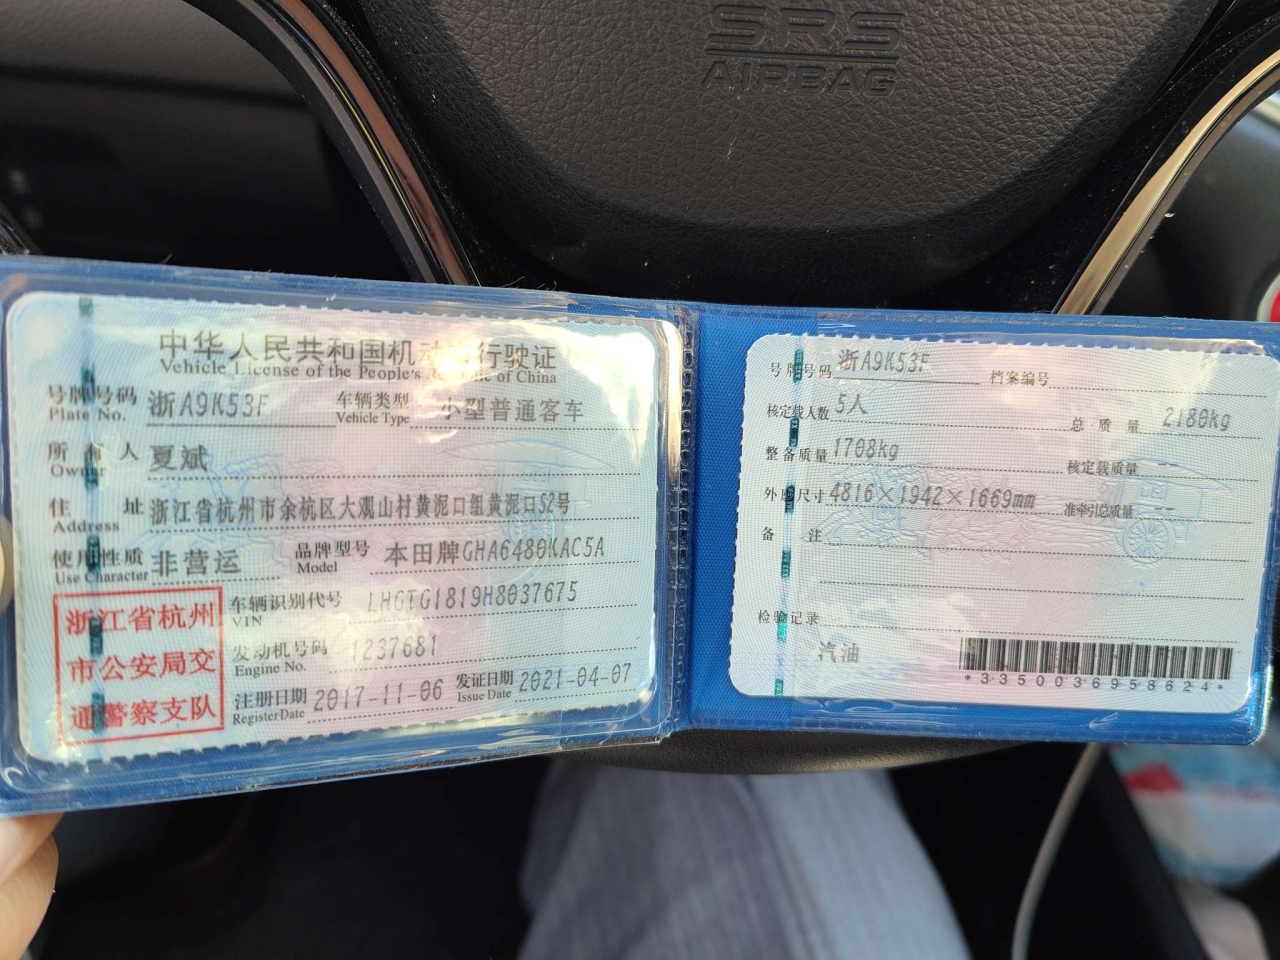 SRS
AIRBAG
中华人民共和国机动 行驶证
Vehicle License of the People's Republic of China
号牌号码 浙A9K53F 车辆类型 小型普通客车
Plate No. Vehicle Type
所有人 夏斌
Owner
住址 浙江省杭州市余杭区大观山村黄泥口组黄泥口52号
Address
使用性质 非营运 品牌型号 本田牌GHA6480KAC5A
Use Character Model
浙江省杭州
市公安局交
通警察支队
车辆识别代号 LHGTG1819H8037675
VIN
发动机号码 1237681
Engine No.
注册日期 2017-11-06 发证日期 2021-04-07
Register Date Issue Date
号牌号码 浙A9K53F 档案编号
核定载人数 5人 总质量 2180kg
整备质量 1708kg 核定载质量
外廓尺寸 4816×1942×1669mm 准牵引总质量
备注
检验记录
汽油
*3350036958624*